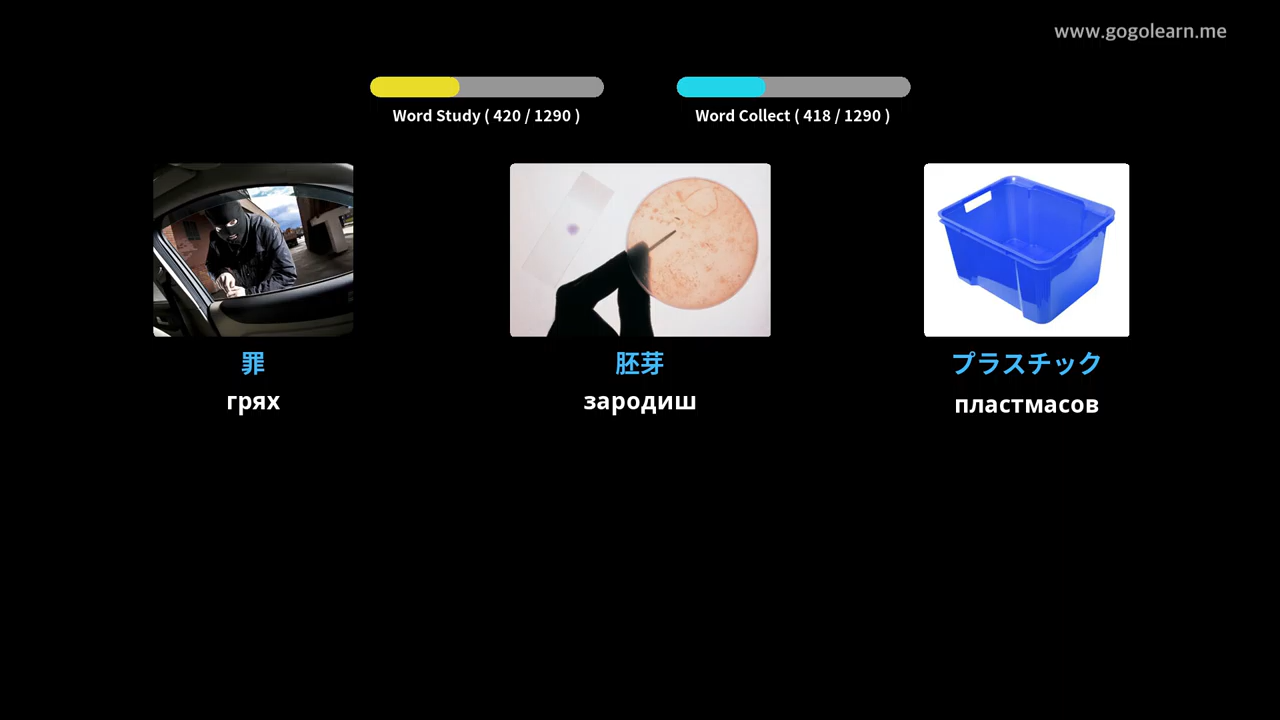 www.gogolearn.me
Word Study ( 420 / 1290 )
Word Collect ( 418 / 1290 )
罪
грях
胚芽
зародиш
プラスチック
пластмасов